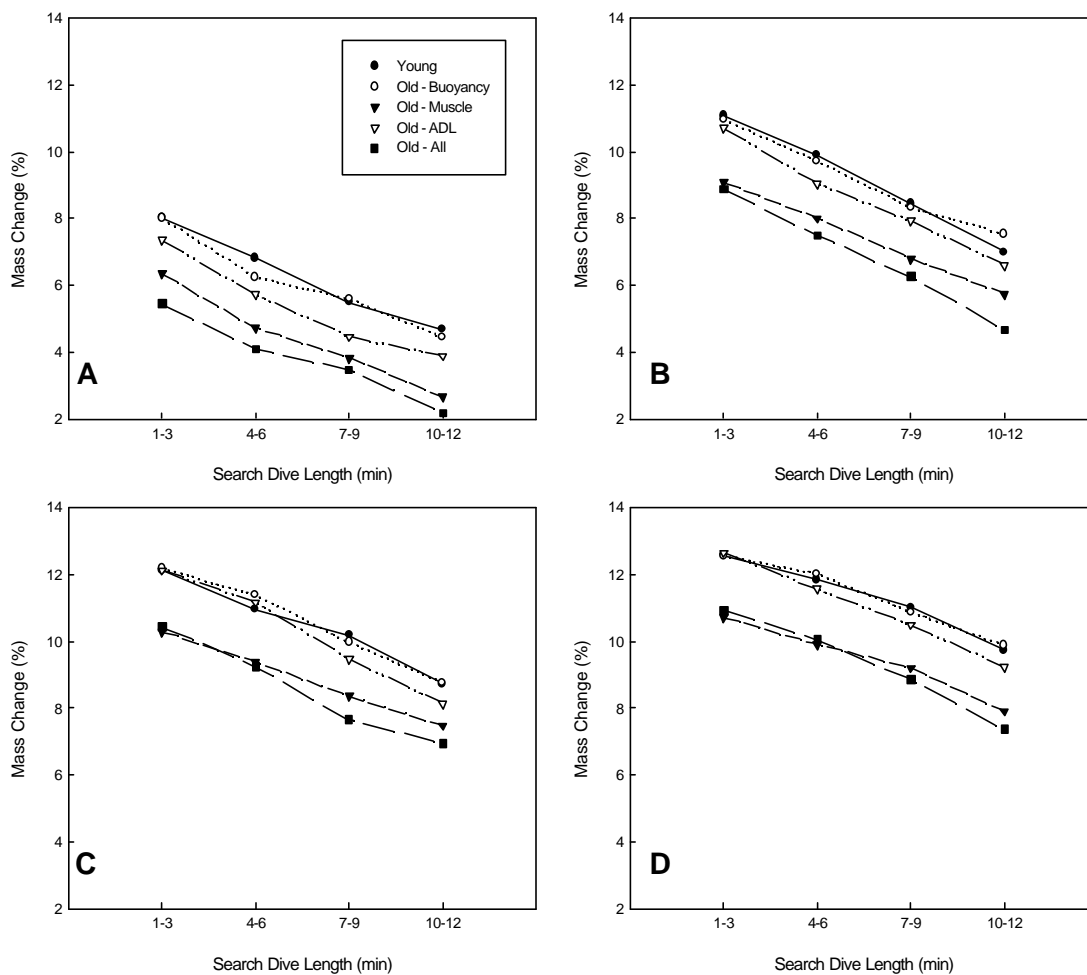 14
12
10
8
6
4
2
Mass Change (%)
Young
Old - Buoyancy
Old - Muscle
Old - ADL
Old - All
A
1-3 4-6 7-9 10-12
Search Dive Length (min)
14
12
10
8
6
4
2
Mass Change (%)
B
1-3 4-6 7-9 10-12
Search Dive Length (min)
14
12
10
8
6
4
2
Mass Change (%)
C
1-3 4-6 7-9 10-12
Search Dive Length (min)
14
12
10
8
6
4
2
Mass Change (%)
D
1-3 4-6 7-9 10-12
Search Dive Length (min)